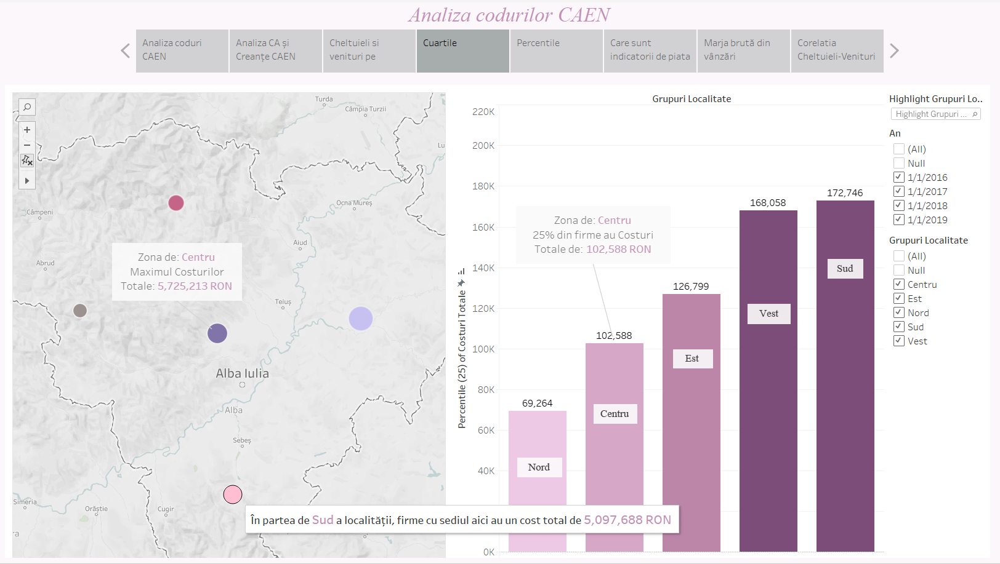 Analiza codurilor CAEN
Analiza coduri
CAEN
Analiza CA și
Creanțe CAEN
Cheltuieli si
venituri pe
Cuartile
Percentile
Care sunt
indicatorii de piata
Marja brută din
vânzări
Corelatia
Cheltuieli-Venituri
Turda
Câmpia Turzii
Lu
Ocna Mureș
Câmpeni
Aiud
Abrud
Zona de: Centru
Maximul Costurilor
Totale: 5,725,213 RON
Teiuș
Alba Iulia
Alba
Sebeș
Simeria
Orăștie
Cugir
ra
În partea de Sud a localității, firme cu sediul aici au un cost total de 5,097,688 RON
Grupuri Localitate
Percentile (25) of Costuri Totale
220K
200K
180K
160K
140K
120K
100K
80K
60K
40K
0K
Zona de: Centru
25% din firme au Costuri
Totale de: 102,588 RON
69,264
102,588
126,799
168,058
172,746
Nord
Centru
Est
Vest
Sud
Highlight Grupuri Lo..
Highlight Grupuri ...
An
(All)
Null
1/1/2016
1/1/2017
1/1/2018
1/1/2019
Grupuri Localitate
(All)
Null
Centru
Est
Nord
Sud
Vest